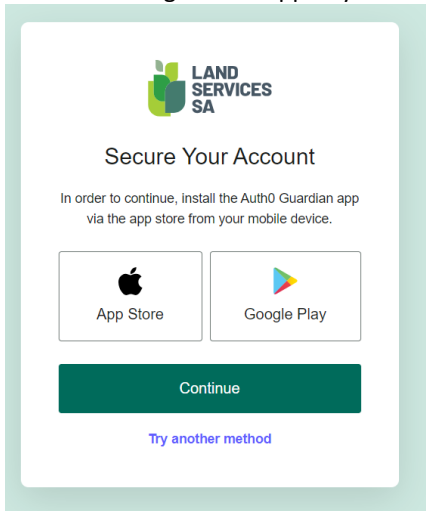 LAND
SERVICES
SA
Secure Your Account
In order to continue, install the Auth0 Guardian app
via the app store from your mobile device.
App Store
Google Play
Continue
Try another method